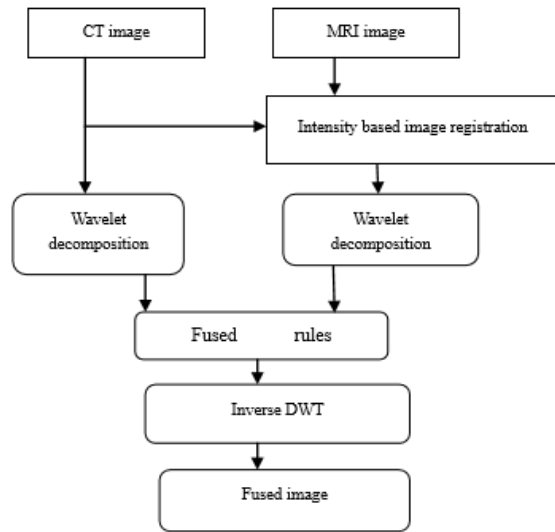 CT image
MRI image
Intensity based image registration
Wavelet
decomposition
Wavelet
decomposition
Fused rules
Inverse DWT
Fused image